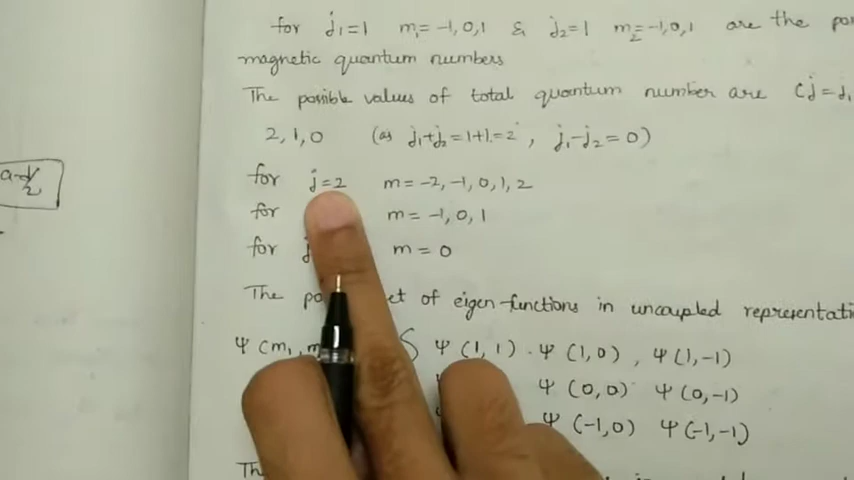 for j₁=1 m₁= -1,0,1 & j₂=1 m₂=-1,0,1 are the
magnetic quantum numbers
The possible values of total quantum number are (j=j₁
2,1,0 (as j₁+j₂=1+1=2, j₁-j₂=0)
for j=2 m=-2,-1,0,1,2
for m=-1,0,1
for m=0
The of eigen-functions in uncoupled
ψ(m₁, ψ(1,1) . ψ(1,0) , ψ(1,-1)
ψ(0,0) ψ(0,-1)
ψ(-1,0) ψ(-1,-1)